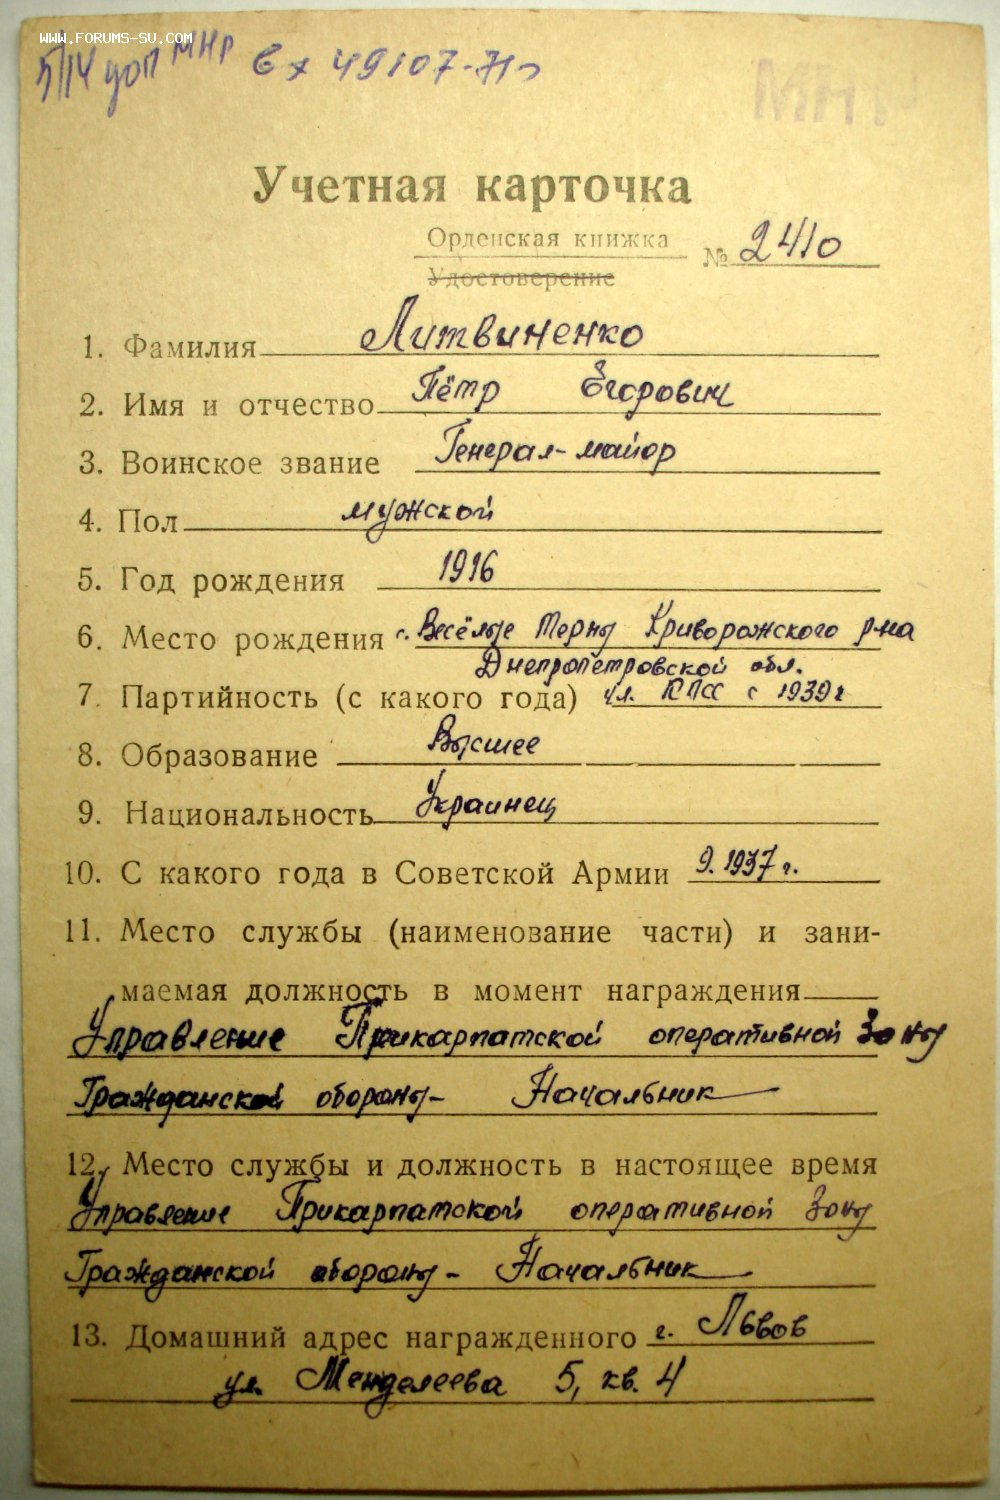 WWW.FORUMS-SU.COM
5/14 доп МНР вх 49107-71г
МНР
Учетная карточка
Орденская книжка
Удостоверение
№ 2410
1. Фамилия Литвиненко
2. Имя и отчество Пётр Егорович
3. Воинское звание Генерал-майор
4. Пол мужской
5. Год рождения 1916
6. Место рождения с. Весёлые Терны Криворожского р-на
Днепропетровской обл.
7. Партийность (с какого года) чл. КПСС с 1939 г
8. Образование Высшее
9. Национальность Украинец
10. С какого года в Советской Армии 9.1937 г.
11. Место службы (наименование части) и зани-
маемая должность в момент награждения
Управление Прикарпатской оперативной Зоны
Гражданской обороны- Начальник
12. Место службы и должность в настоящее время
Управление Прикарпатской оперативной Зоны
Гражданской обороны- Начальник
13. Домашний адрес награжденного г. Львов
ул. Менделеева 5, кв. 4